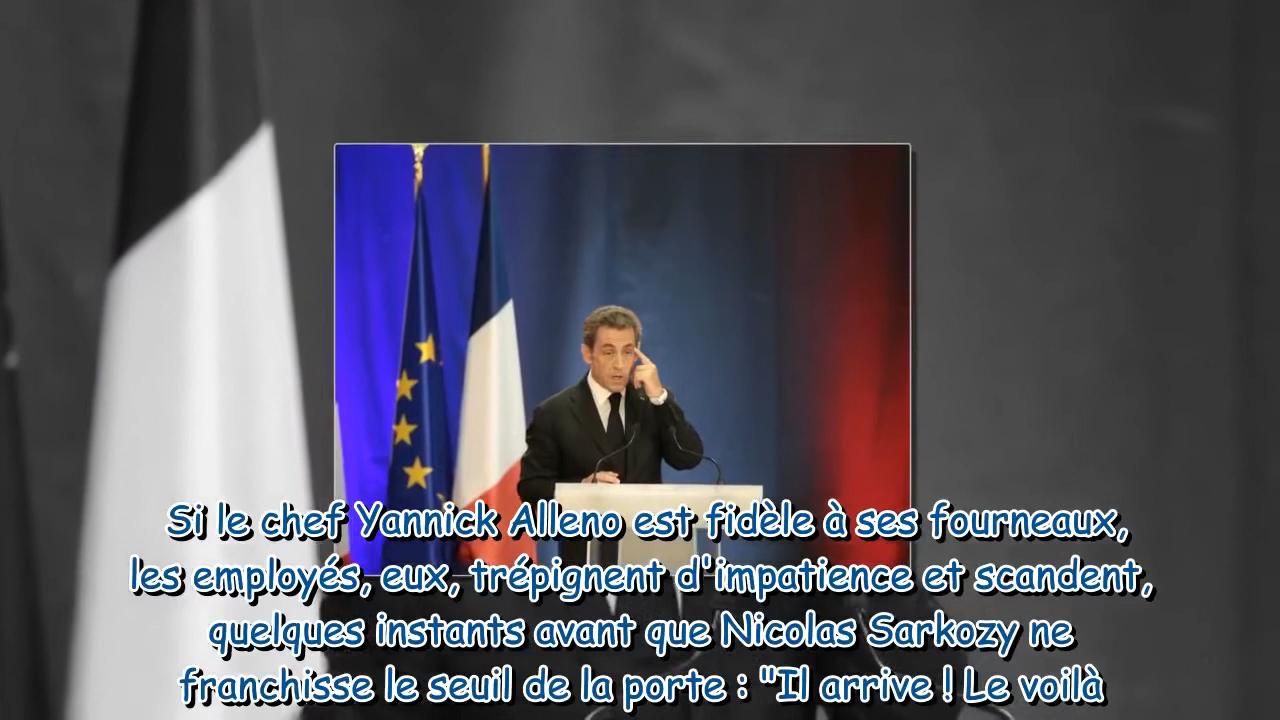 Si le chef Yannick Alleno est fidèle à ses fourneaux,
les employés, eux, trépignent d'impatience et scandent,
quelques instants avant que Nicolas Sarkozy ne
franchisse le seuil de la porte : "Il arrive ! Le voilà